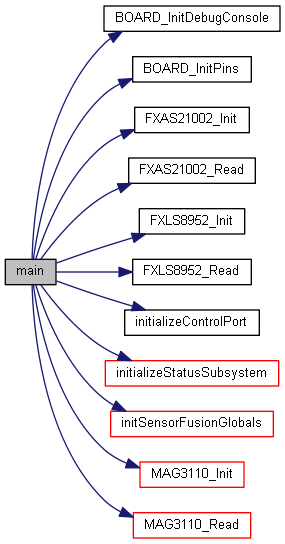 BOARD_InitDebugConsole
BOARD_InitPins
FXAS21002_Init
FXAS21002_Read
FXLS8952_Init
main
FXLS8952_Read
initializeControlPort
initializeStatusSubsystem
initSensorFusionGlobals
MAG3110_Init
MAG3110_Read